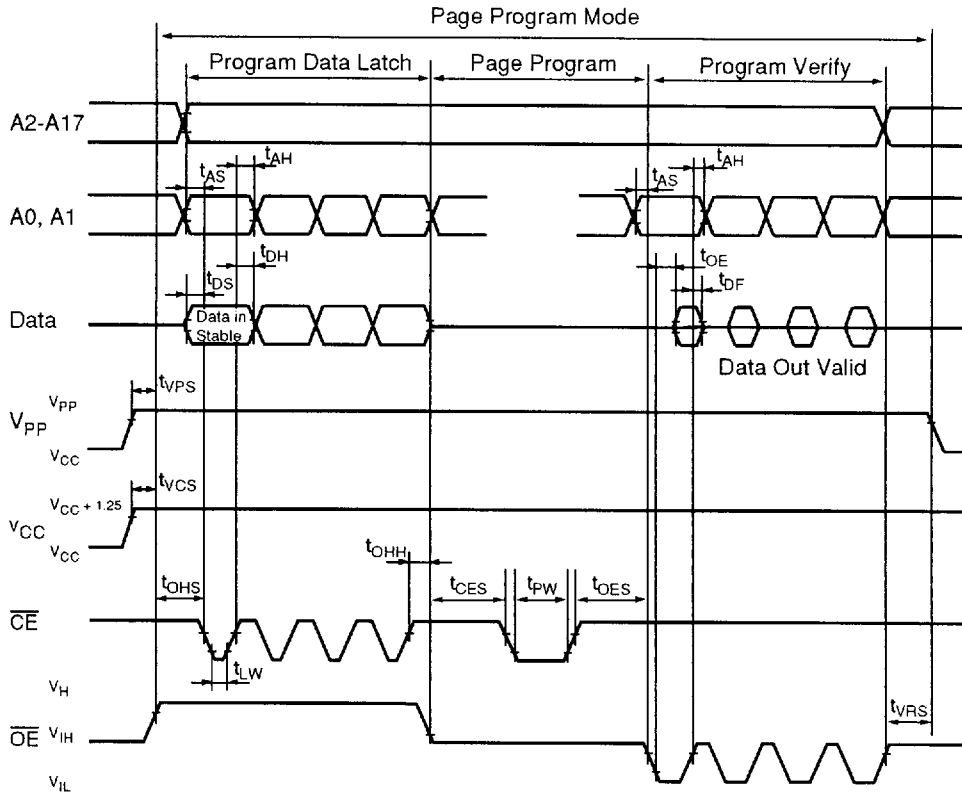 Page Program Mode
Program Data Latch Page Program Program Verify
A2-A17
tAS tAH tAS tAH
A0, A1
tDS tDH tOE tDF
Data Data in Stable
Data Out Valid
tVPS
VPP VPP
VCC
tVCS
VCC VCC + 1.25
VCC
tOHS tOHH tCES tPW tOES
CE
tLW
VH
OE VIH
tVRS
VIL